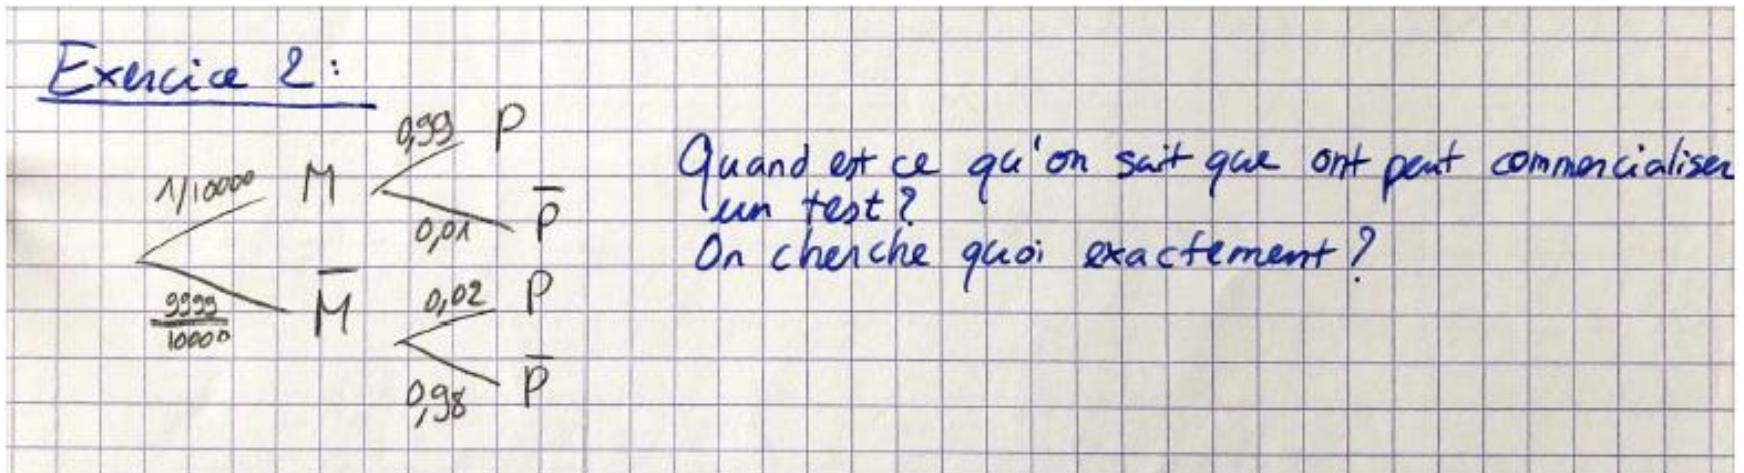 Exercice 2:
0,99 P
1/10000 M
0,01 P̅
Quand est ce qu'on sait que ont peut commercialiser
un test?
On cherche quoi exactement?
9999/10000 M̅
0,02 P
0,98 P̅